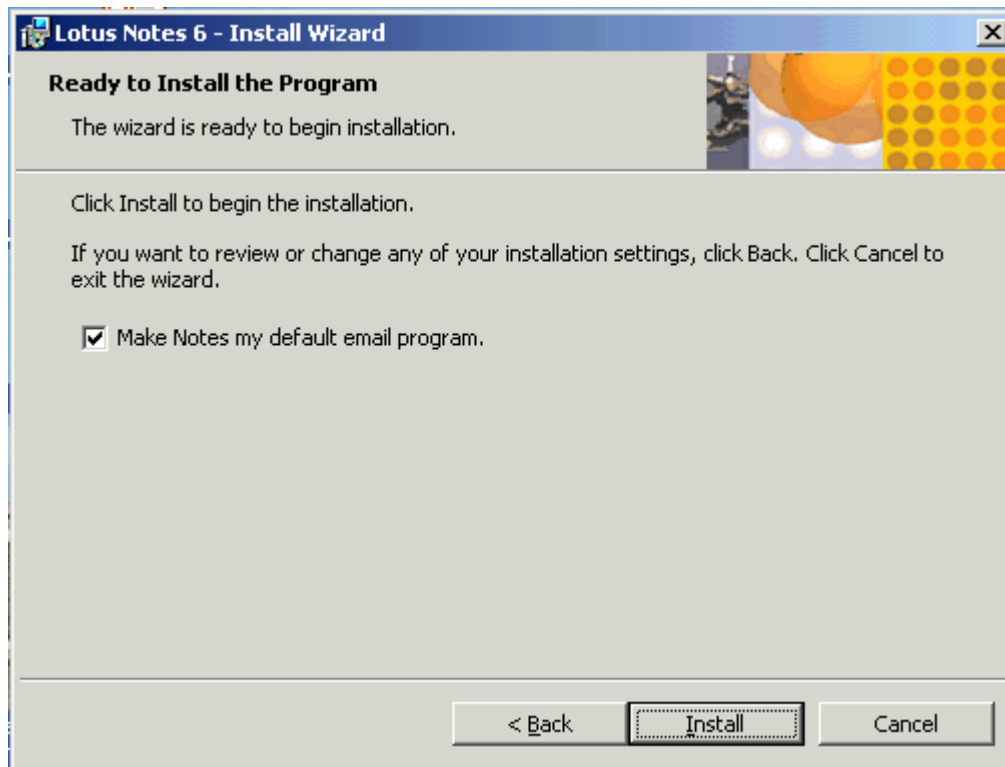 Lotus Notes 6 - Install Wizard
Ready to Install the Program
The wizard is ready to begin installation.
Click Install to begin the installation.
If you want to review or change any of your installation settings, click Back. Click Cancel to
exit the wizard.
Make Notes my default email program.
< Back
Install
Cancel